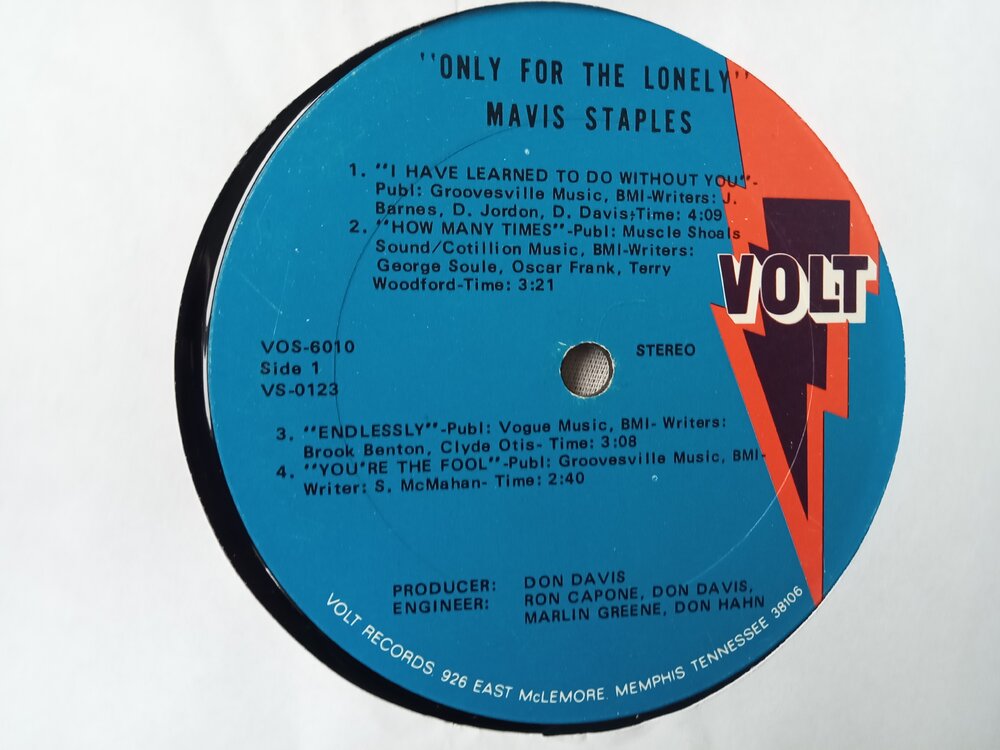 "ONLY FOR THE LONELY"
MAVIS STAPLES
1. "I HAVE LEARNED TO DO WITHOUT YOU"-
Publ: Groovesville Music, BMI-Writers: J.
Barnes, D. Jordon, D. Davis-Time: 4:09
2. "HOW MANY TIMES"-Publ: Muscle Shoals
Sound/Cotillion Music, BMI-Writers:
George Soule, Oscar Frank, Terry
Woodford-Time: 3:21
VOLT
VOS-6010
Side 1
VS-0123
STEREO
3. "ENDLESSLY"-Publ: Vogue Music, BMI- Writers:
Brook Benton, Clyde Otis- Time: 3:08
4. "YOU'RE THE FOOL"-Publ: Groovesville Music, BMI-
Writer: S. McMahan- Time: 2:40
PRODUCER: DON DAVIS
ENGINEER: RON CAPONE, DON DAVIS,
MARLIN GREENE, DON HAHN
VOLT RECORDS, 926 EAST McLEMORE, MEMPHIS TENNESSEE 38106